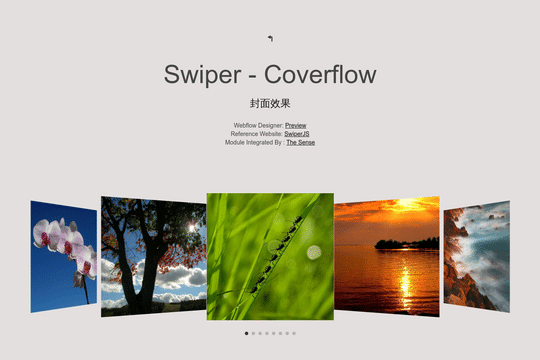 Swiper - Coverflow
封面效果
Webflow Designer: Preview
Reference Website: SwiperJS
Module Integrated By : The Sense